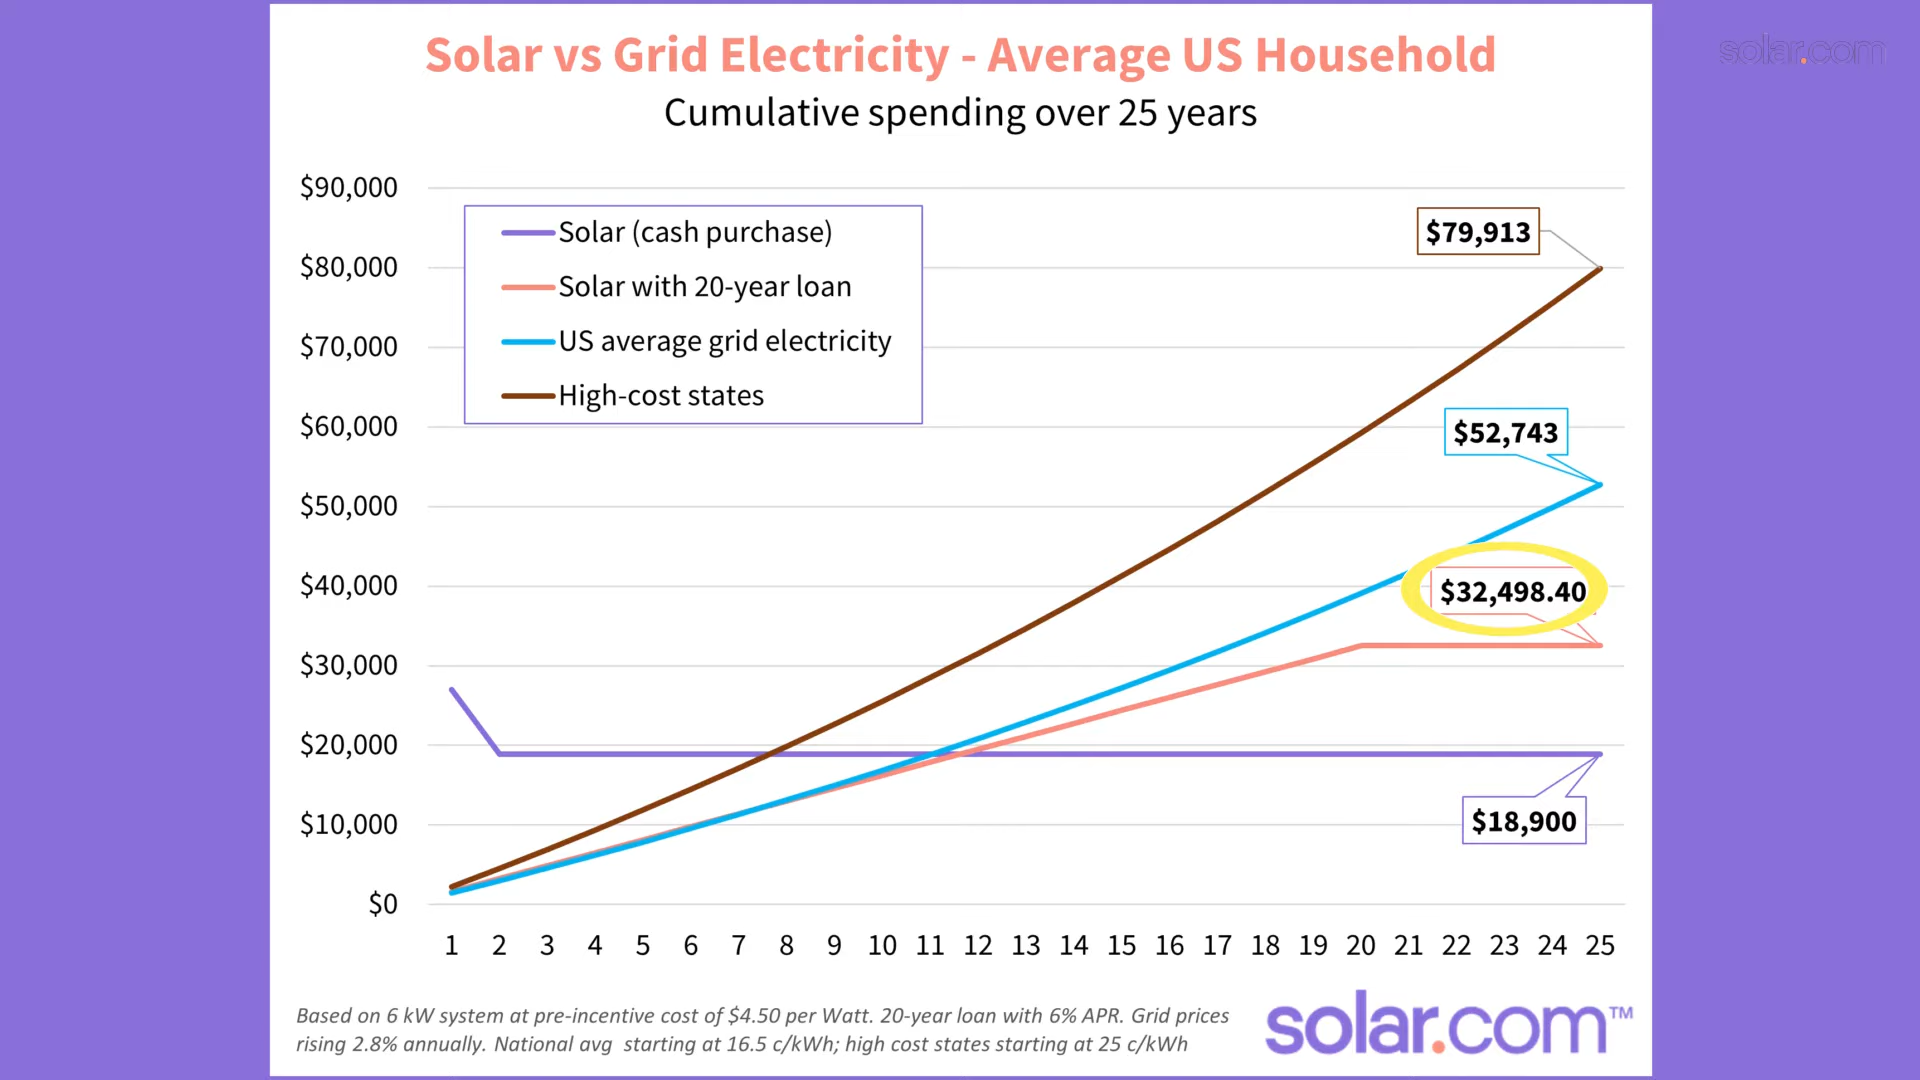 solar.com
Solar vs Grid Electricity - Average US Household
Cumulative spending over 25 years
$90,000
$80,000
$70,000
$60,000
$50,000
$40,000
$30,000
$20,000
$10,000
$0
Solar (cash purchase)
Solar with 20-year loan
US average grid electricity
High-cost states
$79,913
$52,743
$32,498.40
$18,900
1 2 3 4 5 6 7 8 9 10 11 12 13 14 15 16 17 18 19 20 21 22 23 24 25
Based on 6 kW system at pre-incentive cost of $4.50 per Watt. 20-year loan with 6% APR. Grid prices
rising 2.8% annually. National avg starting at 16.5 c/kWh; high cost states starting at 25 c/kWh
solar.com™